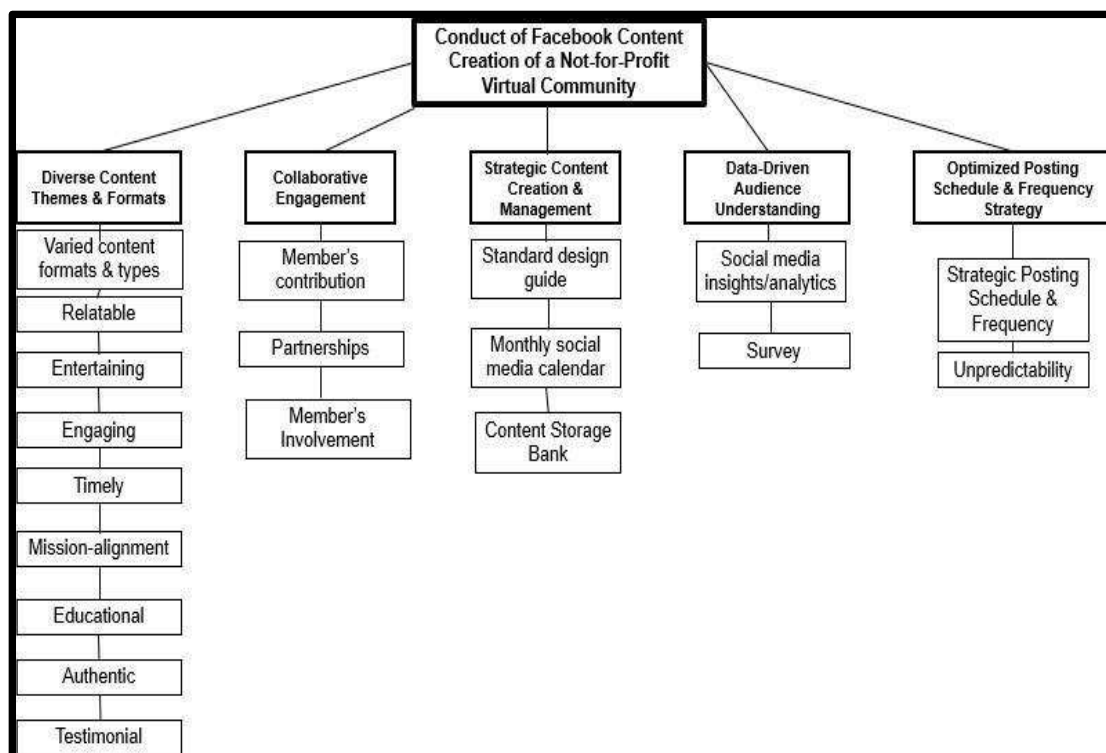 Conduct of Facebook Content
Creation of a Not-for-Profit
Virtual Community
Diverse Content
Themes & Formats
Varied content
formats & types
Relatable
Entertaining
Engaging
Timely
Mission-alignment
Educational
Authentic
Testimonial
Collaborative
Engagement
Member’s
contribution
Partnerships
Member’s
Involvement
Strategic Content
Creation &
Management
Standard design
guide
Monthly social
media calendar
Content Storage
Bank
Data-Driven
Audience
Understanding
Social media
insights/analytics
Survey
Optimized Posting
Schedule & Frequency
Strategy
Strategic Posting
Schedule &
Frequency
Unpredictability